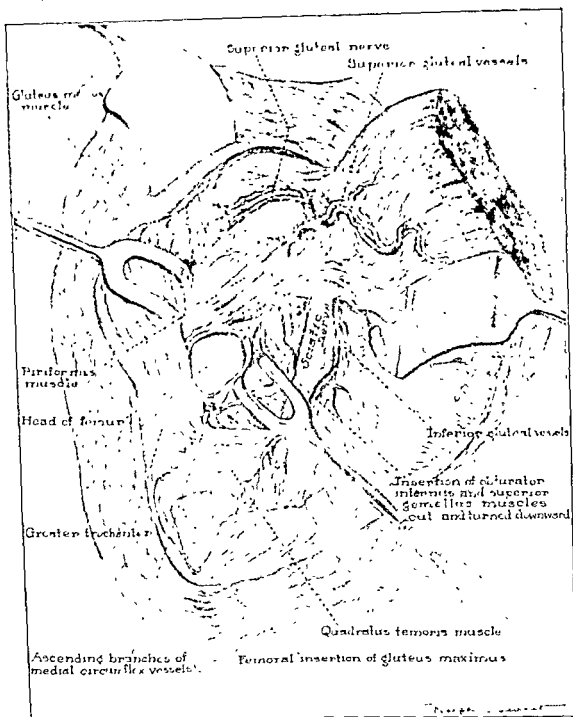 Superior gluteal nerve
Superior gluteal vessels
Gluteus
muscle
Sciatic
nerve
Piriformis
muscle
Head of femur
Inferior gluteal vessels
Insertion of obturator
internus and superior
gemellus muscles
cut and turned downward
Greater trochanter
Quadratus femoris muscle
Ascending branches of
medial circumflex vessels
Femoral insertion of gluteus maximus